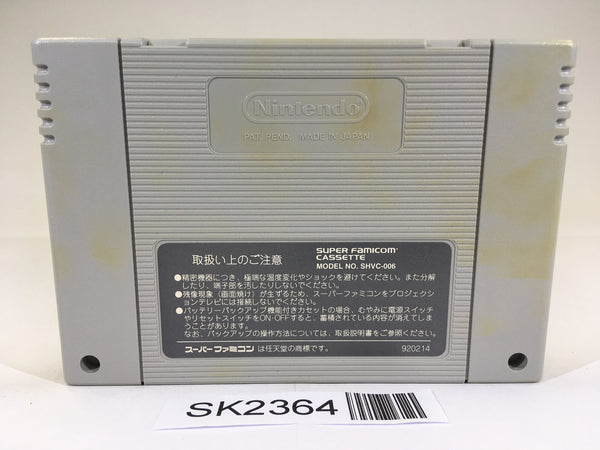 Nintendo
PAT. PEND. MADE IN JAPAN
取扱い上のご注意
SUPER FAMICOM
CASSETTE
MODEL NO. SHVC-006
●精密機器につき、極端な温度変化やショックを避けてください。また分解
したり、端子部を汚したりしないでください。
●残像現象（画面焼け）が生ずるため、スーパーファミコンをプロジェクシ
ョンテレビには接続しないでください。
●バッテリーバックアップ機能付きカセットの場合、むやみに電源スイッチ
やリセットスイッチをON・OFFすると、蓄積されている内容が消えてしま
うことがあります。
なお、バックアップの操作方法については、取扱説明書をご参照ください。
スーパーファミコンは任天堂の商標です。
920214
SK2364